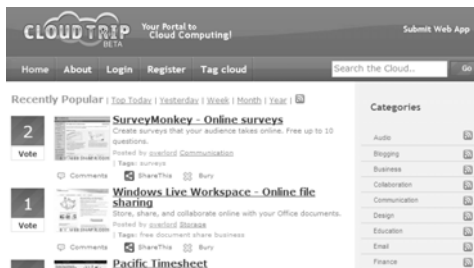 CLOUDTRIP
BETA
Your Portal to
Cloud Computing!
Submit Web App
Home About Login Register Tag cloud
Search the Cloud.. Go
Recently Popular | Top Today | Yesterday | Week | Month | Year |
2
Vote
SurveyMonkey - Online surveys
Create surveys that your audience takes online. Free up to 10
questions.
Posted by overlord Communication
| Tags: surveys
Comments ShareThis Bury
1
Vote
Windows Live Workspace - Online file
sharing
Store, share, and collaborate online with your Office documents.
Posted by overlord Storage
| Tags: free document share business
Comments ShareThis Bury
Pacific Timesheet
Categories
Audio
Blogging
Business
Collaboration
Communication
Design
Education
Email
Finance